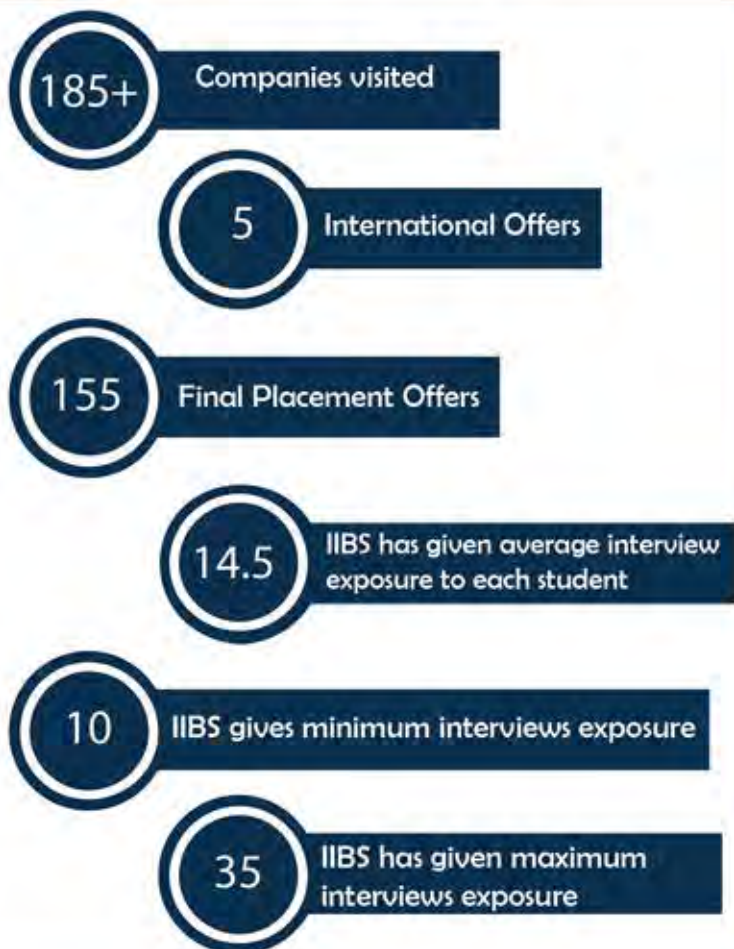 185+
Companies visited
5
International Offers
155
Final Placement Offers
14.5
IIBS has given average interview
exposure to each student
10
IIBS gives minimum interviews exposure
35
IIBS has given maximum
interviews exposure